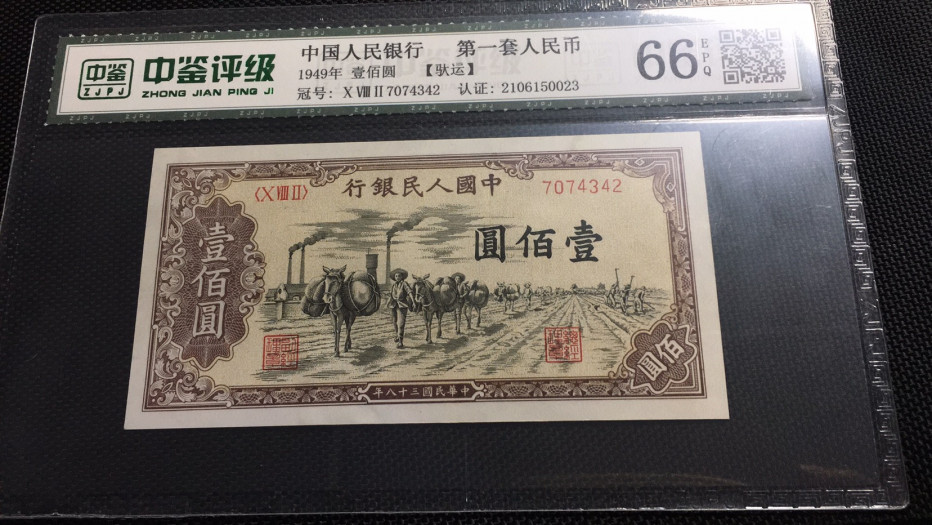 中鉴
ZJPJ
中鉴评级
ZHONG JIAN PING JI
中国人民银行 第一套人民币
1949年 壹佰圆 【驮运】
冠号: X Ⅷ Ⅱ 7074342 认证: 2106150023
66
EPQ
〈X Ⅷ Ⅱ〉
行銀民人國中
7074342
圓佰壹
壹佰圓
佰圓
年八十三國民華中